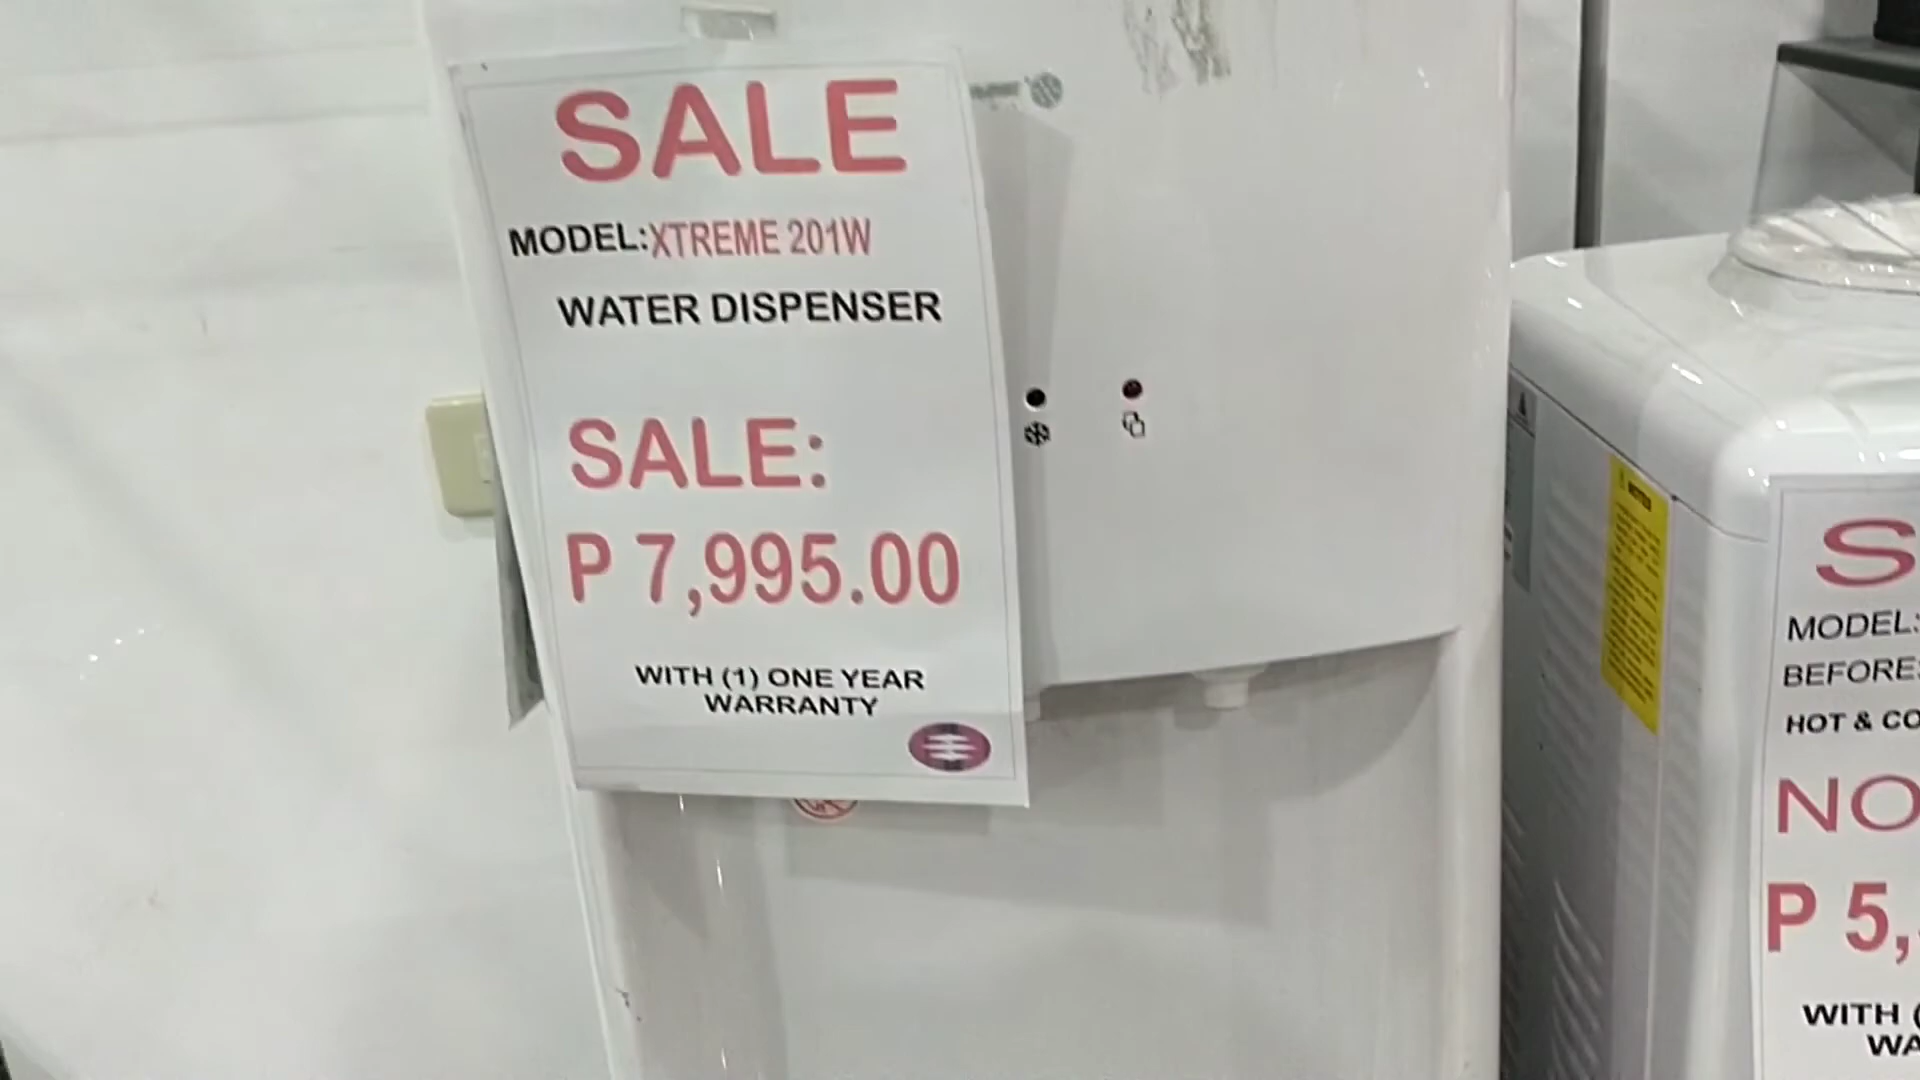 SALE
MODEL:XTREME 201W
WATER DISPENSER
SALE:
P 7,995.00
WITH (1) ONE YEAR
WARRANTY
MODEL:
BEFORE:
HOT & CO
NO
P 5,
WITH (
WA